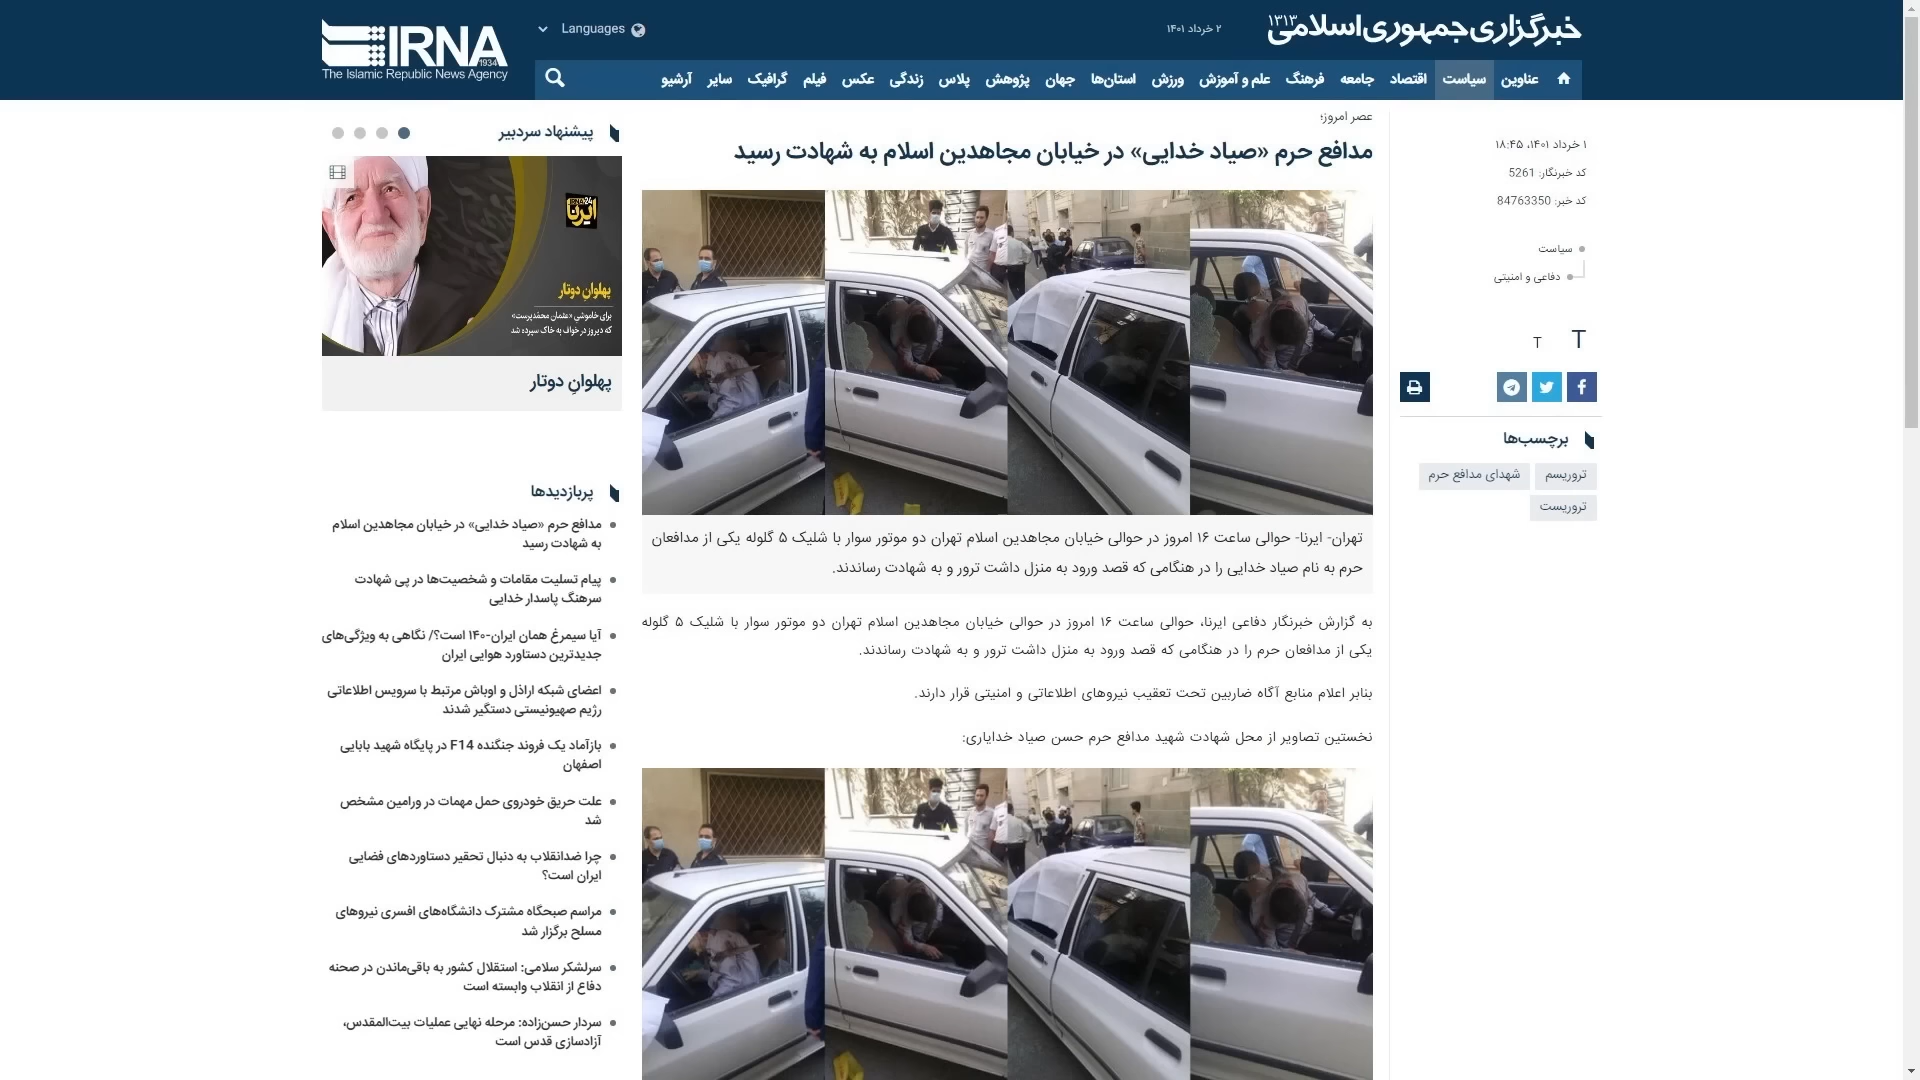 خبرگزاری جمهوری اسلامی
۱۳۱۳
۲ خرداد ۱۴۰۱
Languages
IRNA
1934
The Islamic Republic News Agency
عناوین
سیاست
اقتصاد
جامعه
فرهنگ
علم و آموزش
ورزش
استان‌ها
جهان
پژوهش
پلاس
زندگی
عکس
فیلم
گرافیک
سایر
آرشیو
۱ خرداد ۱۴۰۱، ۱۸:۴۵
کد خبرنگار: 5261
کد خبر: 84763350
سیاست
دفاعی و امنیتی
T
T
برچسب‌ها
تروریسم
شهدای مدافع حرم
تروریست
عصر امروز؛
مدافع حرم «صیاد خدایی» در خیابان مجاهدین اسلام به شهادت رسید
تهران- ایرنا- حوالی ساعت ۱۶ امروز در حوالی خیابان مجاهدین اسلام تهران دو موتور سوار با شلیک ۵ گلوله یکی از مدافعان
حرم به نام صیاد خدایی را در هنگامی که قصد ورود به منزل داشت ترور و به شهادت رساندند.
به گزارش خبرنگار دفاعی ایرنا، حوالی ساعت ۱۶ امروز در حوالی خیابان مجاهدین اسلام تهران دو موتور سوار با شلیک ۵ گلوله
یکی از مدافعان حرم را در هنگامی که قصد ورود به منزل داشت ترور و به شهادت رساندند.
بنابر اعلام منابع آگاه ضاربین تحت تعقیب نیروهای اطلاعاتی و امنیتی قرار دارند.
نخستین تصاویر از محل شهادت شهید مدافع حرم حسن صیاد خدایاری:
پیشنهاد سردبیر
IRNA24
ایرنا
پهلوانِ دوتار
برای خاموشی «عثمان محمدپرست»
که دیروز در خواف به خاک سپرده شد
پهلوانِ دوتار
پربازدیدها
مدافع حرم «صیاد خدایی» در خیابان مجاهدین اسلام
به شهادت رسید
پیام تسلیت مقامات و شخصیت‌ها در پی شهادت
سرهنگ پاسدار خدایی
آیا سیمرغ همان ایران-۱۴۰ است؟/ نگاهی به ویژگی‌های
جدیدترین دستاورد هوایی ایران
اعضای شبکه اراذل و اوباش مرتبط با سرویس اطلاعاتی
رژیم صهیونیستی دستگیر شدند
بازآماد یک فروند جنگنده F14 در پایگاه شهید بابایی
اصفهان
علت حریق خودروی حمل مهمات در ورامین مشخص
شد
چرا ضدانقلاب به دنبال تحقیر دستاوردهای فضایی
ایران است؟
مراسم صبحگاه مشترک دانشگاه‌های افسری نیروهای
مسلح برگزار شد
سرلشکر سلامی: استقلال کشور به باقی‌ماندن در صحنه
دفاع از انقلاب وابسته است
سردار حسن‌زاده: مرحله نهایی عملیات بیت‌المقدس،
آزادسازی قدس است